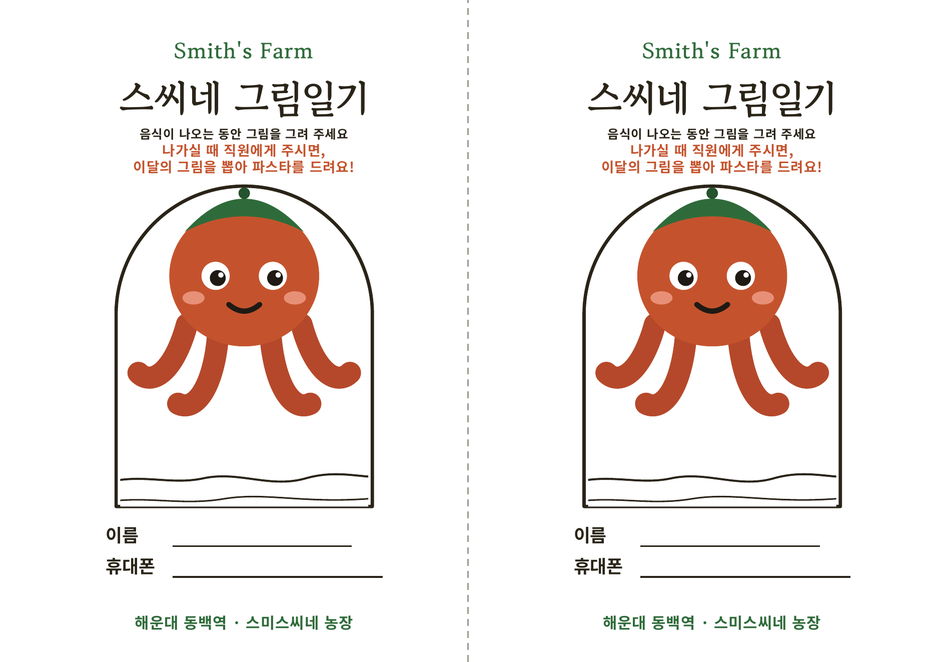 Smith's Farm
스씨네 그림일기
음식이 나오는 동안 그림을 그려 주세요
나가실 때 직원에게 주시면,
이달의 그림을 뽑아 파스타를 드려요!
이름
휴대폰
해운대 동백역 · 스미스씨네 농장
Smith's Farm
스씨네 그림일기
음식이 나오는 동안 그림을 그려 주세요
나가실 때 직원에게 주시면,
이달의 그림을 뽑아 파스타를 드려요!
이름
휴대폰
해운대 동백역 · 스미스씨네 농장